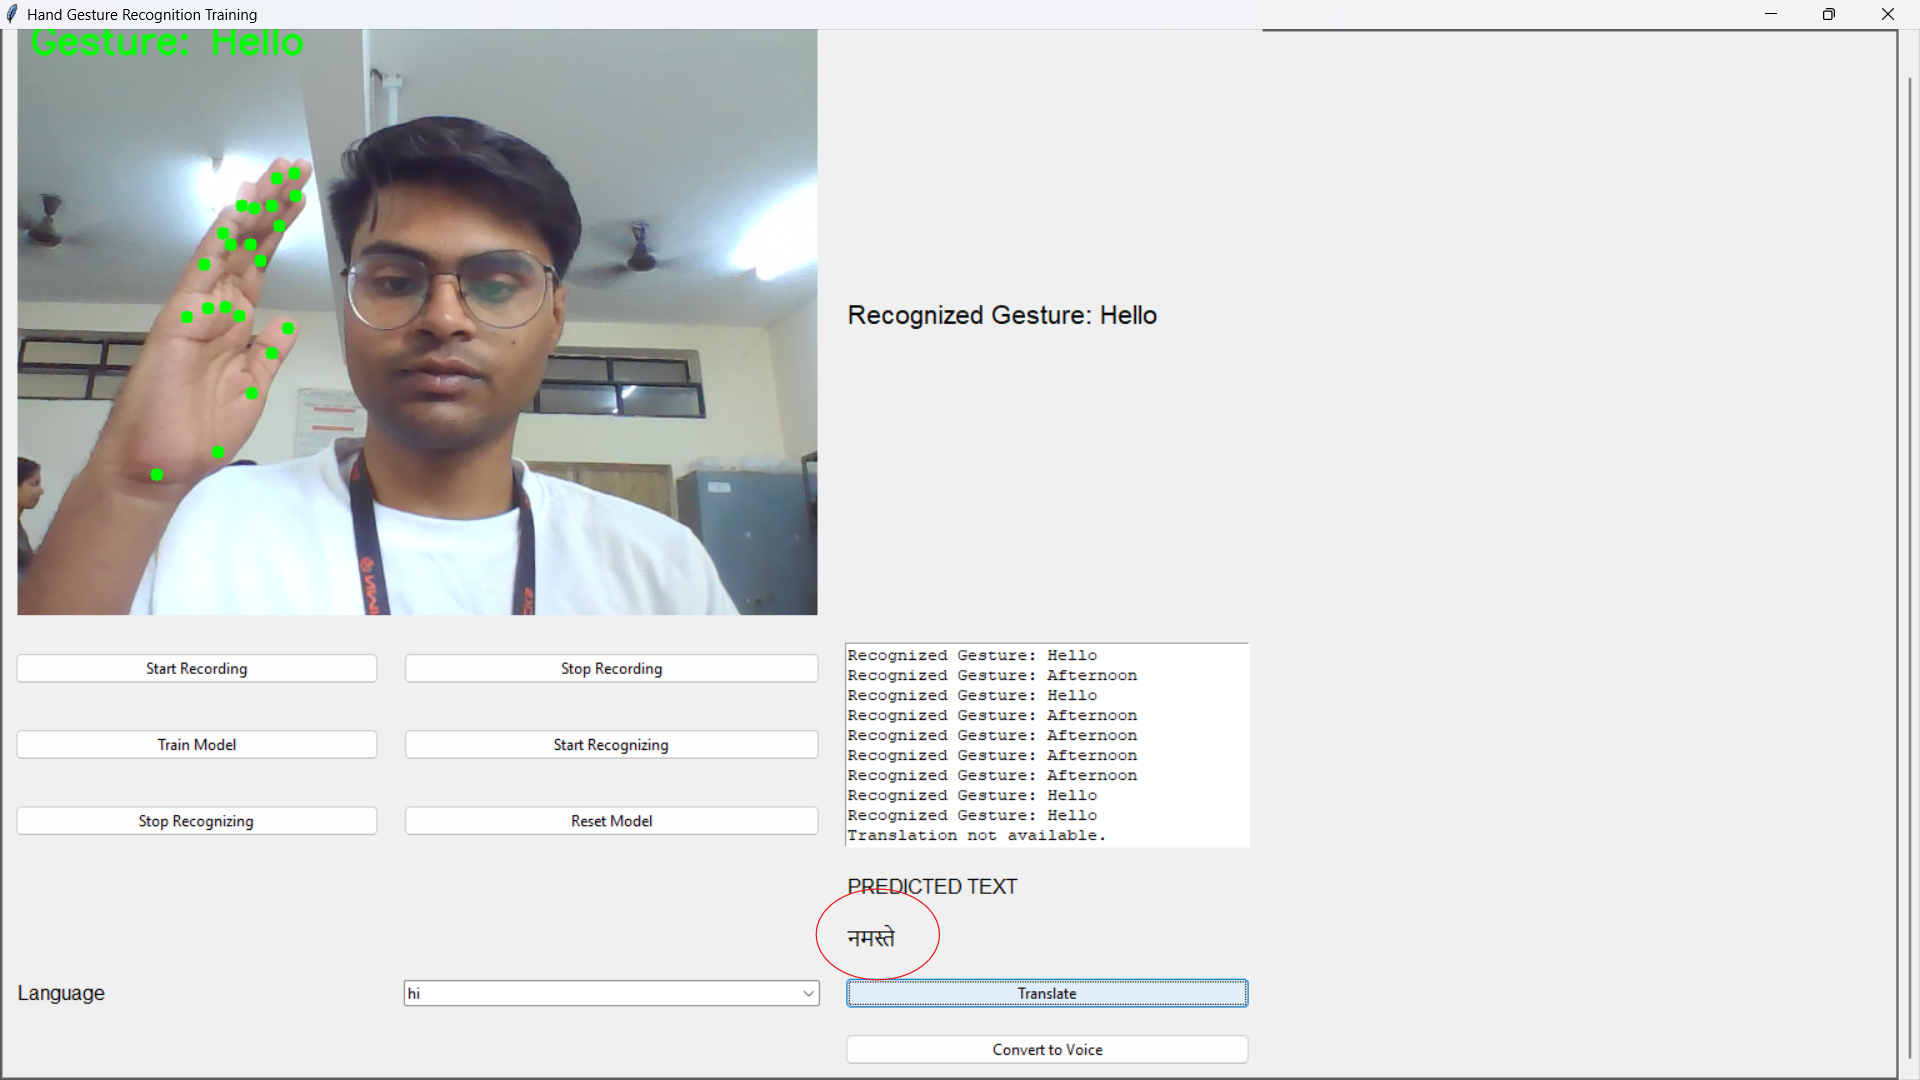 Hand Gesture Recognition Training
Gesture: Hello
Recognized Gesture: Hello
Start Recording
Stop Recording
Train Model
Start Recognizing
Stop Recognizing
Reset Model
Recognized Gesture: Hello
Recognized Gesture: Afternoon
Recognized Gesture: Hello
Recognized Gesture: Afternoon
Recognized Gesture: Afternoon
Recognized Gesture: Afternoon
Recognized Gesture: Afternoon
Recognized Gesture: Hello
Recognized Gesture: Hello
Translation not available.
PREDICTED TEXT
नमस्ते
Language
hi
Translate
Convert to Voice